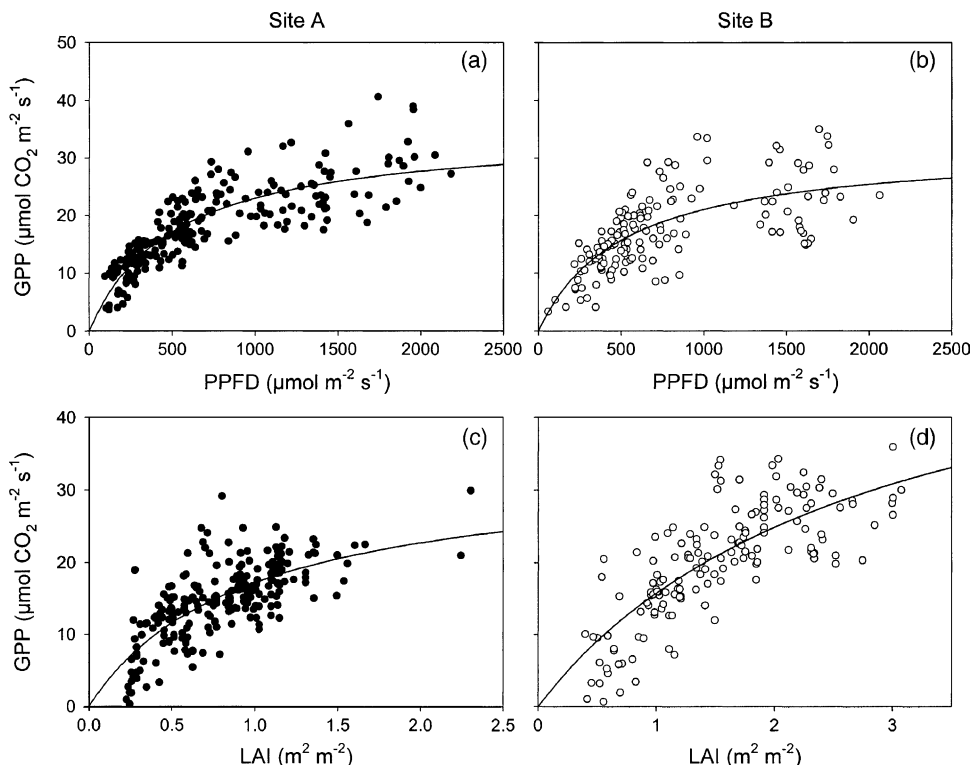 Site A
Site B
(a)
(b)
GPP (µmol CO2 m-2 s-1)
50
40
30
20
10
0
0 500 1000 1500 2000 2500
0 500 1000 1500 2000 2500
PPFD (µmol m-2 s-1)
PPFD (µmol m-2 s-1)
(c)
(d)
GPP (µmol CO2 m-2 s-1)
40
30
20
10
0
0.0 0.5 1.0 1.5 2.0 2.5
0 1 2 3
LAI (m2 m-2)
LAI (m2 m-2)